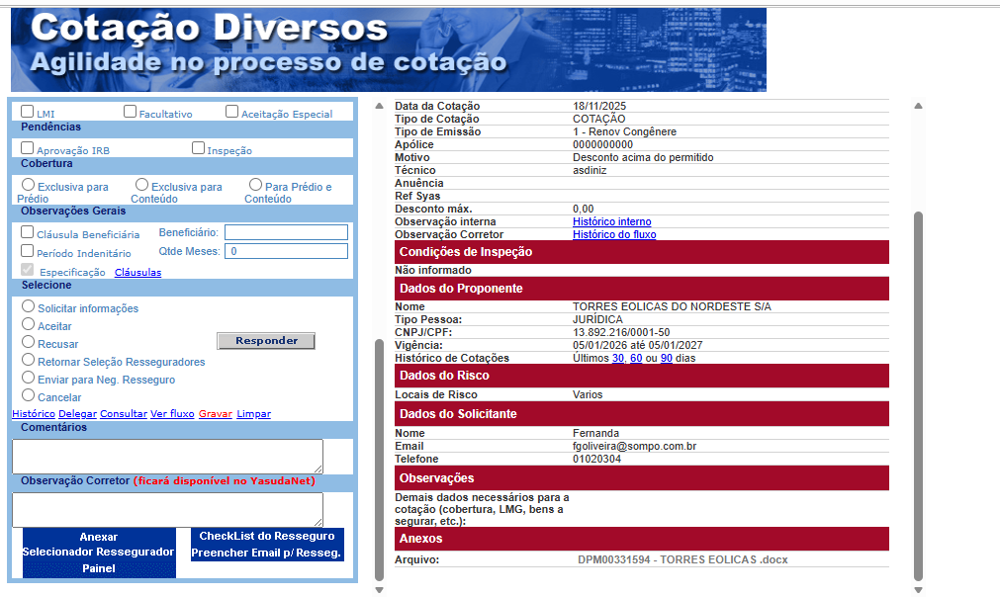 Cotação Diversos
Agilidade no processo de cotação
LMI Facultativo Aceitação Especial
Pendências
Aprovação IRB Inspeção
Cobertura
Exclusiva para Prédio Exclusiva para Conteúdo Para Prédio e Conteúdo
Observações Gerais
Cláusula Beneficiária Beneficiário:
Período Indenitário Qtde Meses: 0
Especificação Cláusulas
Selecione
Solicitar informações
Aceitar
Recusar
Responder
Retornar Seleção Resseguradores
Enviar para Neg. Resseguro
Cancelar
Histórico Delegar Consultar Ver fluxo Gravar Limpar
Comentários
Observação Corretor (ficará disponível no YasudaNet)
Anexar
Selecionador Ressegurador
Painel
CheckList do Resseguro
Preencher Email p/ Resseg.
Data da Cotação 18/11/2025
Tipo de Cotação COTAÇÃO
Tipo de Emissão 1 - Renov Congênere
Apólice 0000000000
Motivo Desconto acima do permitido
Técnico asdiniz
Anuência
Ref Syas
Desconto máx. 0,00
Observação interna Histórico interno
Observação Corretor Histórico do fluxo
Condições de Inspeção
Não informado
Dados do Proponente
Nome TORRES EOLICAS DO NORDESTE S/A
Tipo Pessoa: JURÍDICA
CNPJ/CPF: 13.892.216/0001-50
Vigência: 05/01/2026 até 05/01/2027
Histórico de Cotações Últimos 30, 60 ou 90 dias
Dados do Risco
Locais de Risco Varios
Dados do Solicitante
Nome Fernanda
Email fgoliveira@sompo.com.br
Telefone 01020304
Observações
Demais dados necessários para a
cotação (cobertura, LMG, bens a
segurar, etc.):
Anexos
Arquivo: DPM00331594 - TORRES EOLICAS .docx